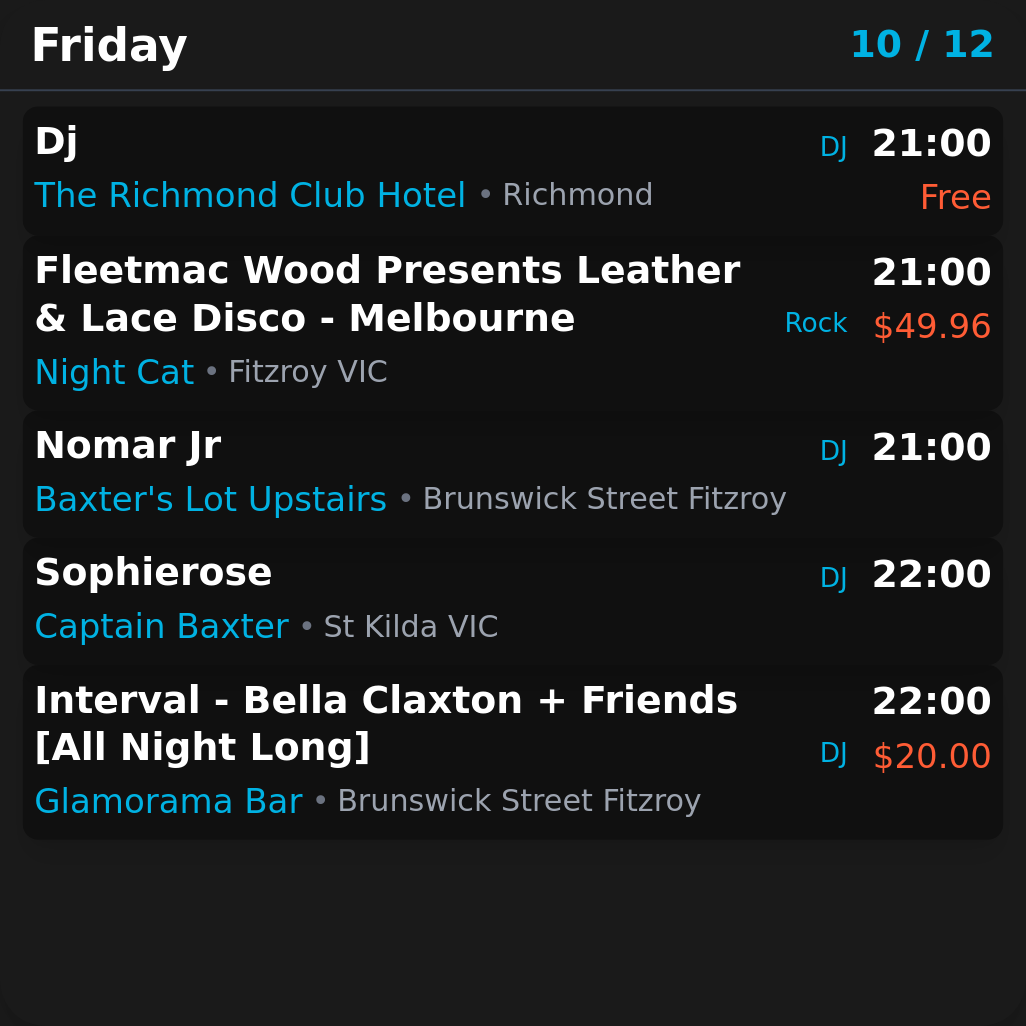 Friday 10 / 12
Dj DJ 21:00
The Richmond Club Hotel • Richmond Free
Fleetmac Wood Presents Leather 21:00
& Lace Disco - Melbourne Rock $49.96
Night Cat • Fitzroy VIC
Nomar Jr DJ 21:00
Baxter's Lot Upstairs • Brunswick Street Fitzroy
Sophierose DJ 22:00
Captain Baxter • St Kilda VIC
Interval - Bella Claxton + Friends 22:00
[All Night Long] DJ $20.00
Glamorama Bar • Brunswick Street Fitzroy